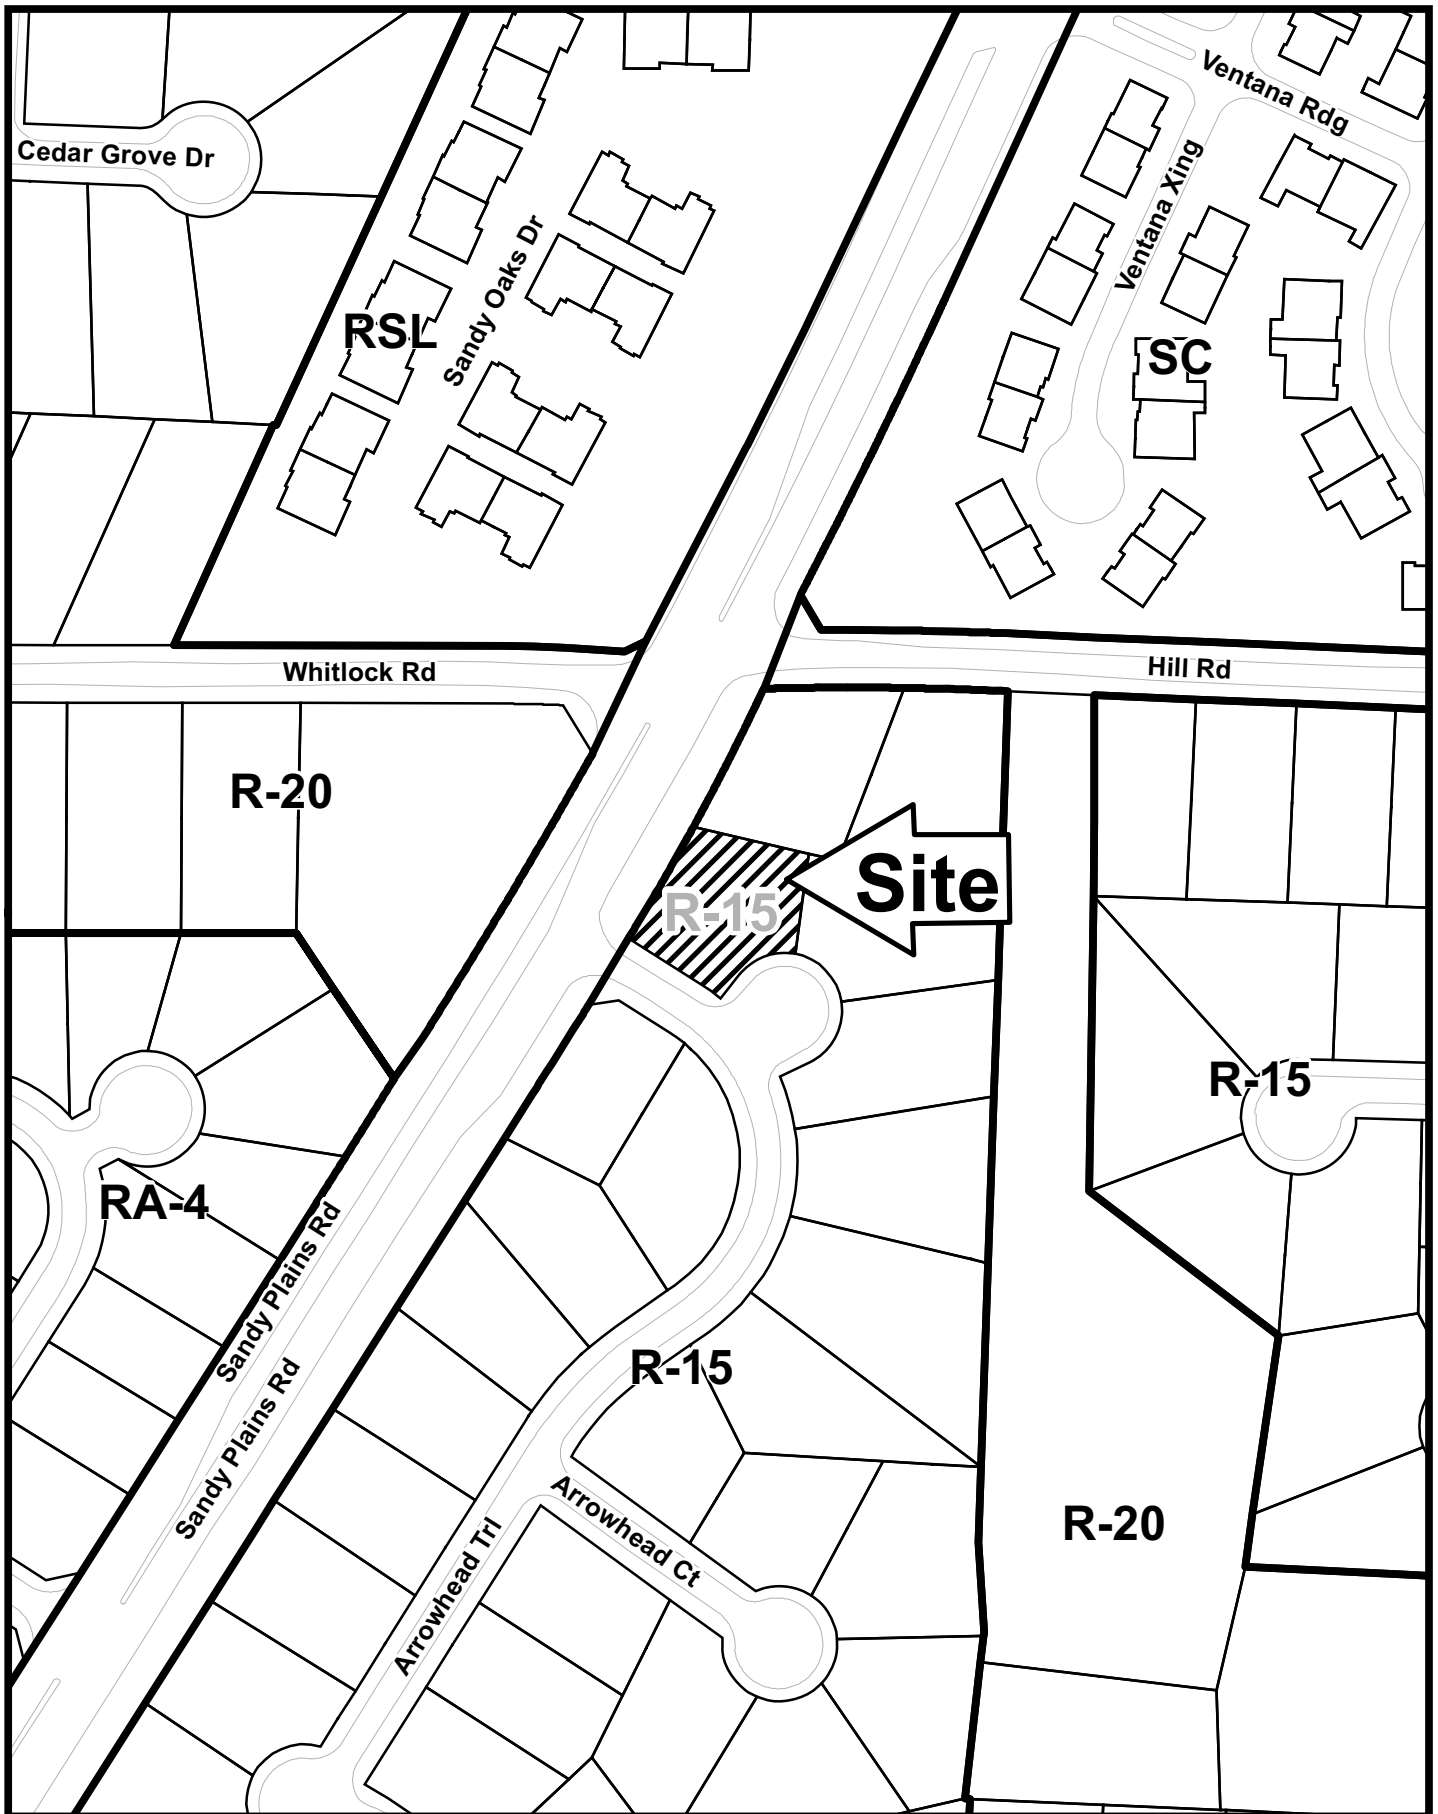 Ventana Rdg
Cedar Grove Dr
Ventana Xing
Sandy Oaks Dr
RSL
SC
Whitlock Rd
Hill Rd
R-20
Site
R-15
R-15
RA-4
Sandy Plains Rd
Sandy Plains Rd
R-15
R-20
Arrowhead Ct
Arrowhead Trl